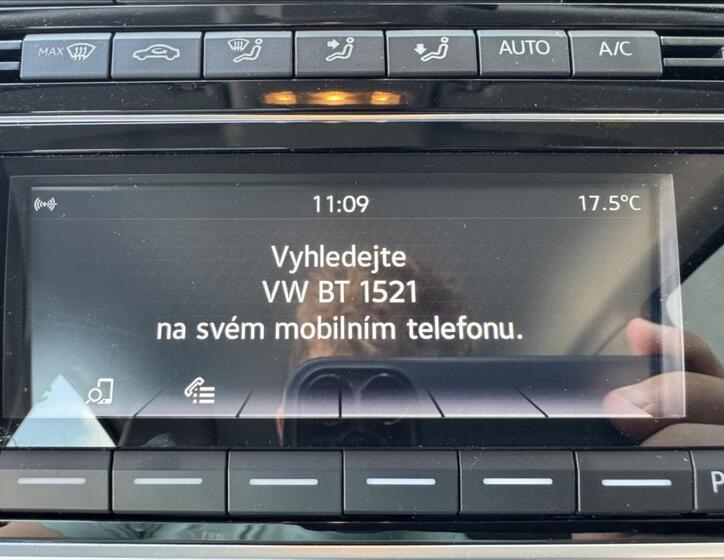 MAX
AUTO
A/C
11:09
17.5°C
Vyhledejte
VW BT 1521
na svém mobilním telefonu.
P